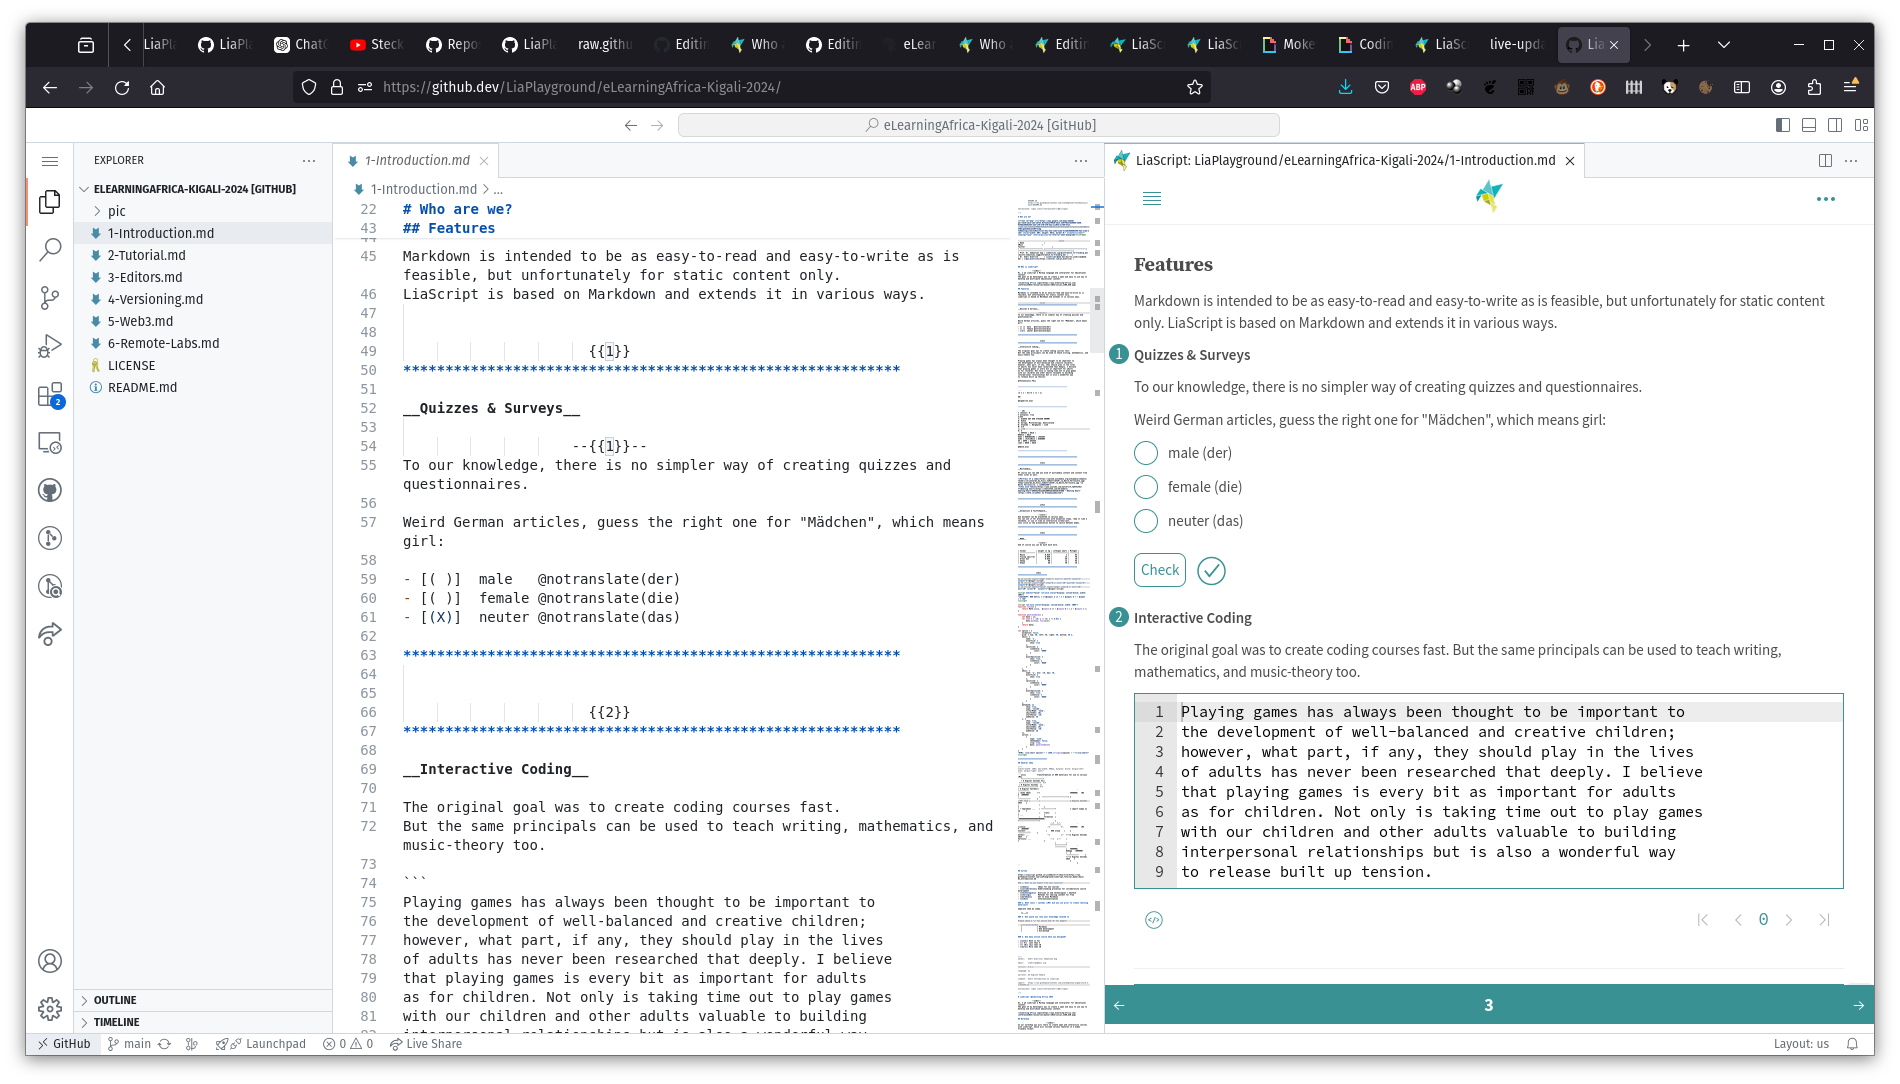 LiaPl
LiaPl
Chat
Steck
Repo
LiaPla
raw.githu
Editin
Who
Editin
eLear
Who
Editin
LiaSc
LiaSc
Moke
Codin
LiaSc
live-upda
Lia
https://github.dev/LiaPlayground/eLearningAfrica-Kigali-2024/
ABP
eLearningAfrica-Kigali-2024 [GitHub]
EXPLORER
ELEARNINGAFRICA-KIGALI-2024 [GITHUB]
pic
1-Introduction.md
2-Tutorial.md
3-Editors.md
4-Versioning.md
5-Web3.md
6-Remote-Labs.md
LICENSE
README.md
2
OUTLINE
TIMELINE
1-Introduction.md
1-Introduction.md > ...
22 # Who are we?
43 ## Features
45 Markdown is intended to be as easy-to-read and easy-to-write as is
feasible, but unfortunately for static content only.
46 LiaScript is based on Markdown and extends it in various ways.
47
48
49 {{1}}
50 ***********************************************************
51
52 __Quizzes & Surveys__
53
54 --{{1}}--
55 To our knowledge, there is no simpler way of creating quizzes and
questionnaires.
56
57 Weird German articles, guess the right one for "Mädchen", which means
girl:
58
59 - [( )]  male   @notranslate(der)
60 - [( )]  female @notranslate(die)
61 - [(X)]  neuter @notranslate(das)
62
63 ***********************************************************
64
65
66 {{2}}
67 ***********************************************************
68
69 __Interactive Coding__
70
71 The original goal was to create coding courses fast.
72 But the same principals can be used to teach writing, mathematics, and
music-theory too.
73
74 ```
75 Playing games has always been thought to be important to
76 the development of well-balanced and creative children;
77 however, what part, if any, they should play in the lives
78 of adults has never been researched that deeply. I believe
79 that playing games is every bit as important for adults
80 as for children. Not only is taking time out to play games
81 with our children and other adults valuable to building
82 interpersonal relationships but is also a wonderful way
LiaScript: LiaPlayground/eLearningAfrica-Kigali-2024/1-Introduction.md
Features
Markdown is intended to be as easy-to-read and easy-to-write as is feasible, but unfortunately for static content
only. LiaScript is based on Markdown and extends it in various ways.
1 Quizzes & Surveys
To our knowledge, there is no simpler way of creating quizzes and questionnaires.
Weird German articles, guess the right one for "Mädchen", which means girl:
male (der)
female (die)
neuter (das)
Check
2 Interactive Coding
The original goal was to create coding courses fast. But the same principals can be used to teach writing,
mathematics, and music-theory too.
1 Playing games has always been thought to be important to
2 the development of well-balanced and creative children;
3 however, what part, if any, they should play in the lives
4 of adults has never been researched that deeply. I believe
5 that playing games is every bit as important for adults
6 as for children. Not only is taking time out to play games
7 with our children and other adults valuable to building
8 interpersonal relationships but is also a wonderful way
9 to release built up tension.
0
3
GitHub
main
Launchpad
0
0
Live Share
Layout: us